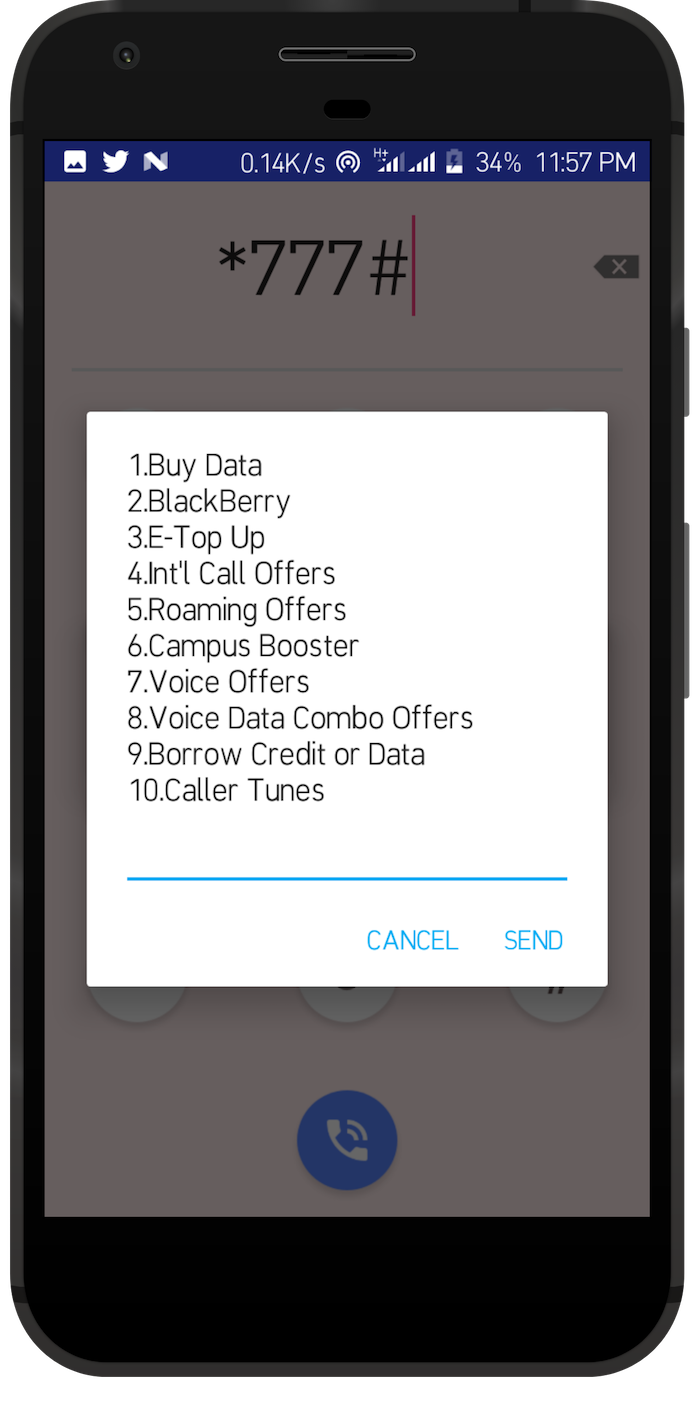 0.14K/s H+ 34% 11:57 PM
*777#
1.Buy Data
2.BlackBerry
3.E-Top Up
4.Int'l Call Offers
5.Roaming Offers
6.Campus Booster
7.Voice Offers
8.Voice Data Combo Offers
9.Borrow Credit or Data
10.Caller Tunes
CANCEL SEND
#